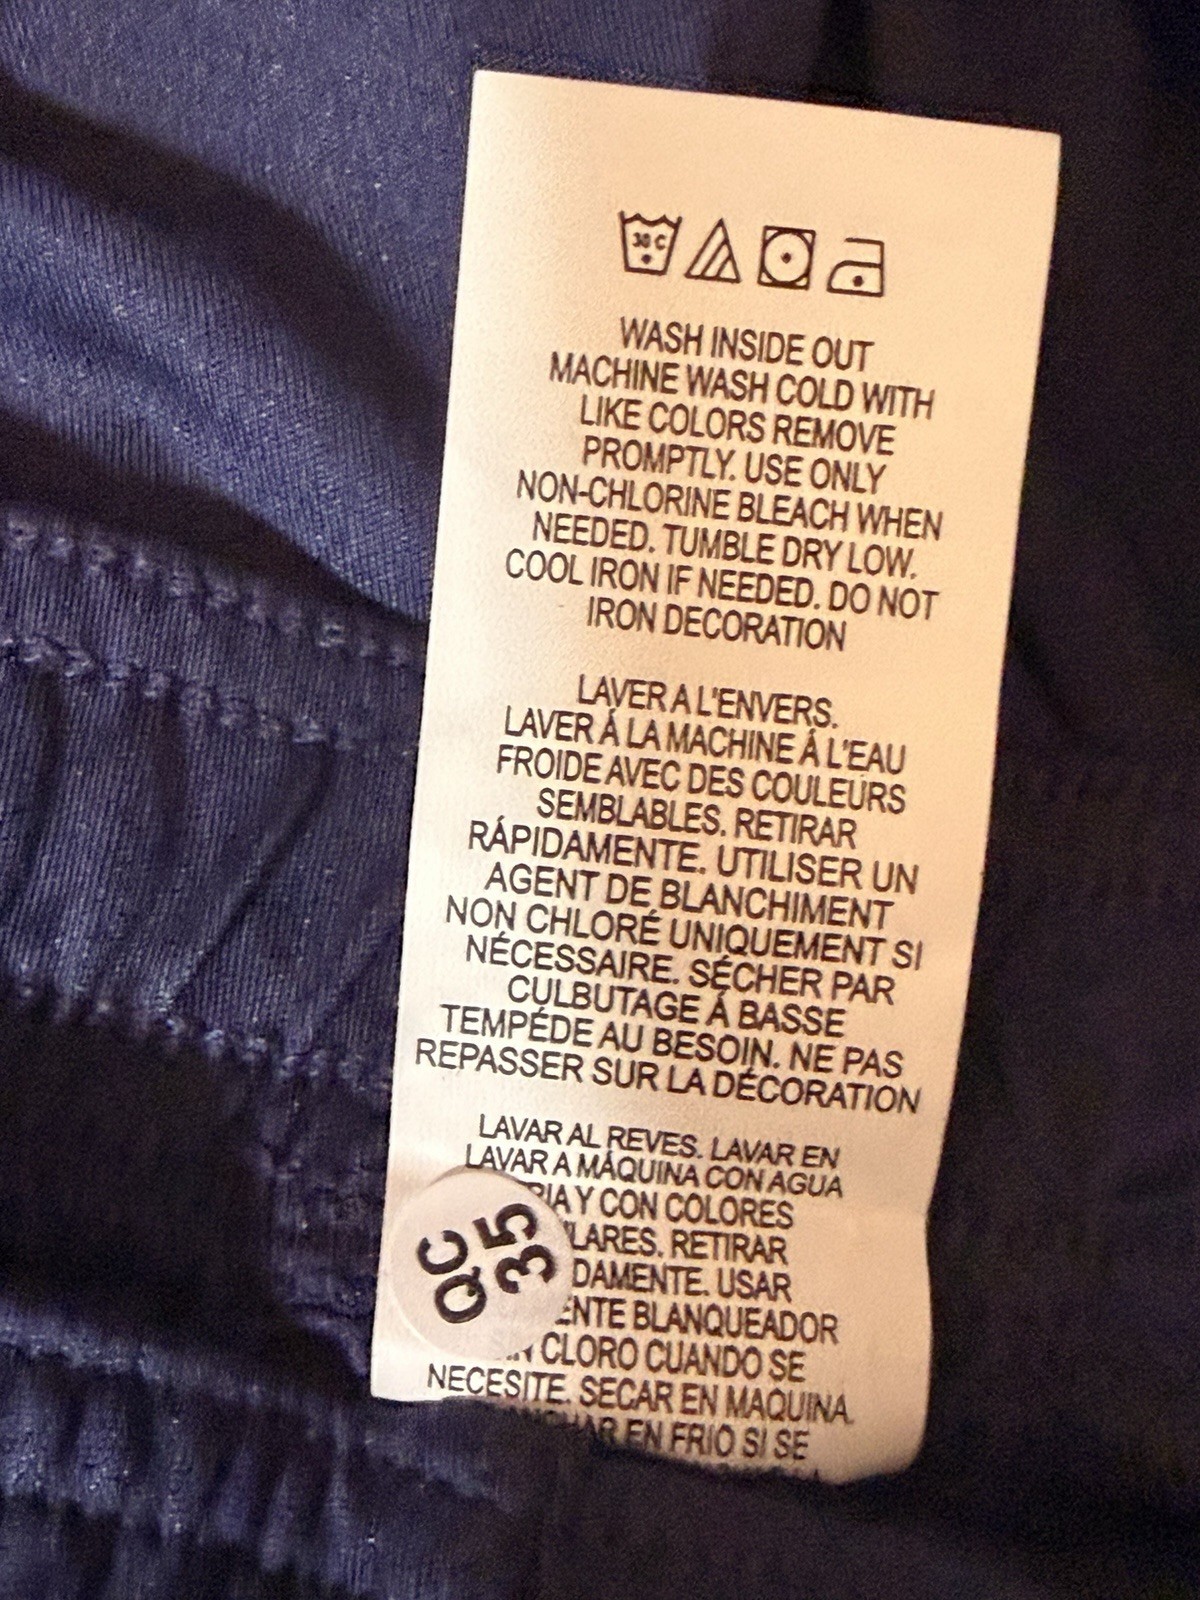 30 C
WASH INSIDE OUT
MACHINE WASH COLD WITH
LIKE COLORS REMOVE
PROMPTLY. USE ONLY
NON-CHLORINE BLEACH WHEN
NEEDED. TUMBLE DRY LOW.
COOL IRON IF NEEDED. DO NOT
IRON DECORATION
LAVER A L'ENVERS.
LAVER Á LA MACHINE Á L'EAU
FROIDE AVEC DES COULEURS
SEMBLABLES. RETIRAR
RÁPIDAMENTE. UTILISER UN
AGENT DE BLANCHIMENT
NON CHLORÉ UNIQUEMENT SI
NÉCESSAIRE. SÉCHER PAR
CULBUTAGE Á BASSE
TEMPÉDE AU BESOIN. NE PAS
REPASSER SUR LA DÉCORATION
LAVAR AL REVES. LAVAR EN
LAVAR A MÁQUINA CON AGUA
Y CON COLORES
RETIRAR
USAR
BLANQUEADOR
CLORO CUANDO SE
NECESITE. SECAR EN MAQUINA.
EN FRIO SI SE
QC
35